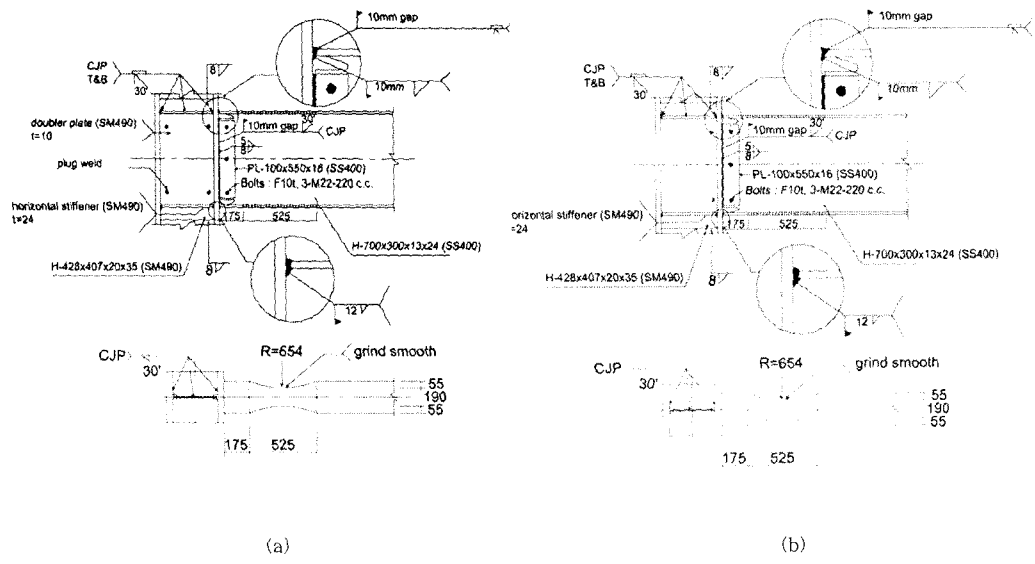 10mm gap
CJP
T&B
30'
8
10mm
30'
doubler plate (SM490)
t=10
10mm gap
CJP
5
8
plug weld
PL-100x550x16 (SS400)
Bolts : F10t, 3-M22-220 c.c.
horizontal stiffener (SM490)
t=24
175 525
H-700x300x13x24 (SS400)
H-428x407x20x35 (SM490)
8
12
CJP
30'
R=654
grind smooth
55
190
55
175 525
(a)
10mm gap
CJP
T&B
30'
8
10mm
30'
10mm gap
CJP
5
8
PL-100x550x16 (SS400)
Bolts : F10t, 3-M22-220 c.c.
orizontal stiffener (SM490)
=24
175 525
H-700x300x13x24 (SS400)
H-428x407x20x35 (SM490)
8
12
CJP
30'
R=654
grind smooth
55
190
55
175 525
(b)